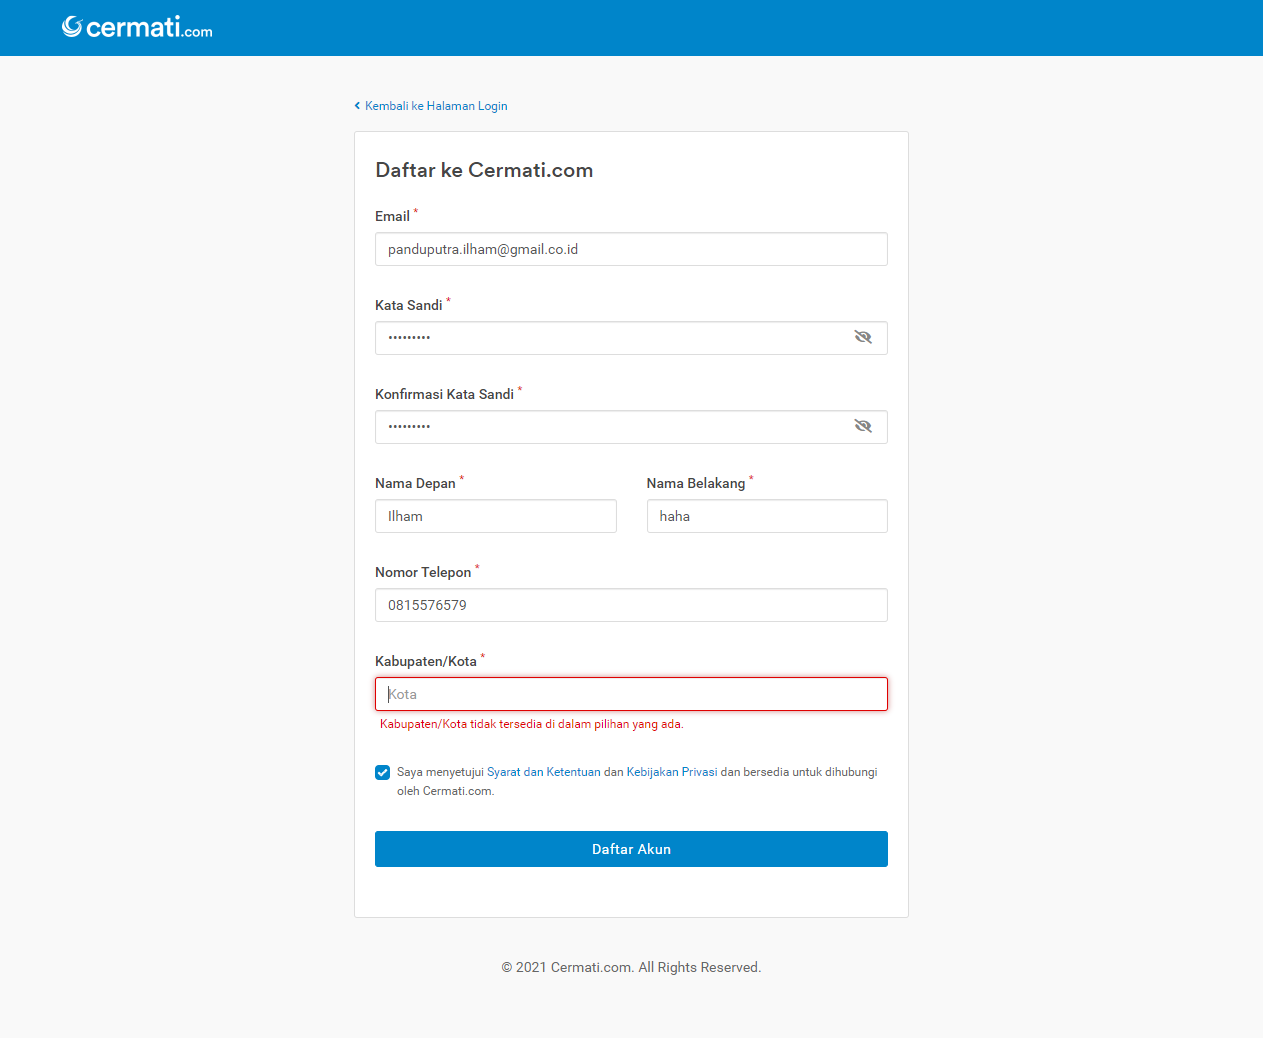 cermati.com
Kembali ke Halaman Login
Daftar ke Cermati.com
Email *
panduputra.ilham@gmail.co.id
Kata Sandi *
•••••••••
Konfirmasi Kata Sandi *
•••••••••
Nama Depan * Nama Belakang *
Ilham haha
Nomor Telepon *
0815576579
Kabupaten/Kota *
Kota
Kabupaten/Kota tidak tersedia di dalam pilihan yang ada.
Saya menyetujui Syarat dan Ketentuan dan Kebijakan Privasi dan bersedia untuk dihubungi
oleh Cermati.com.
Daftar Akun
© 2021 Cermati.com. All Rights Reserved.